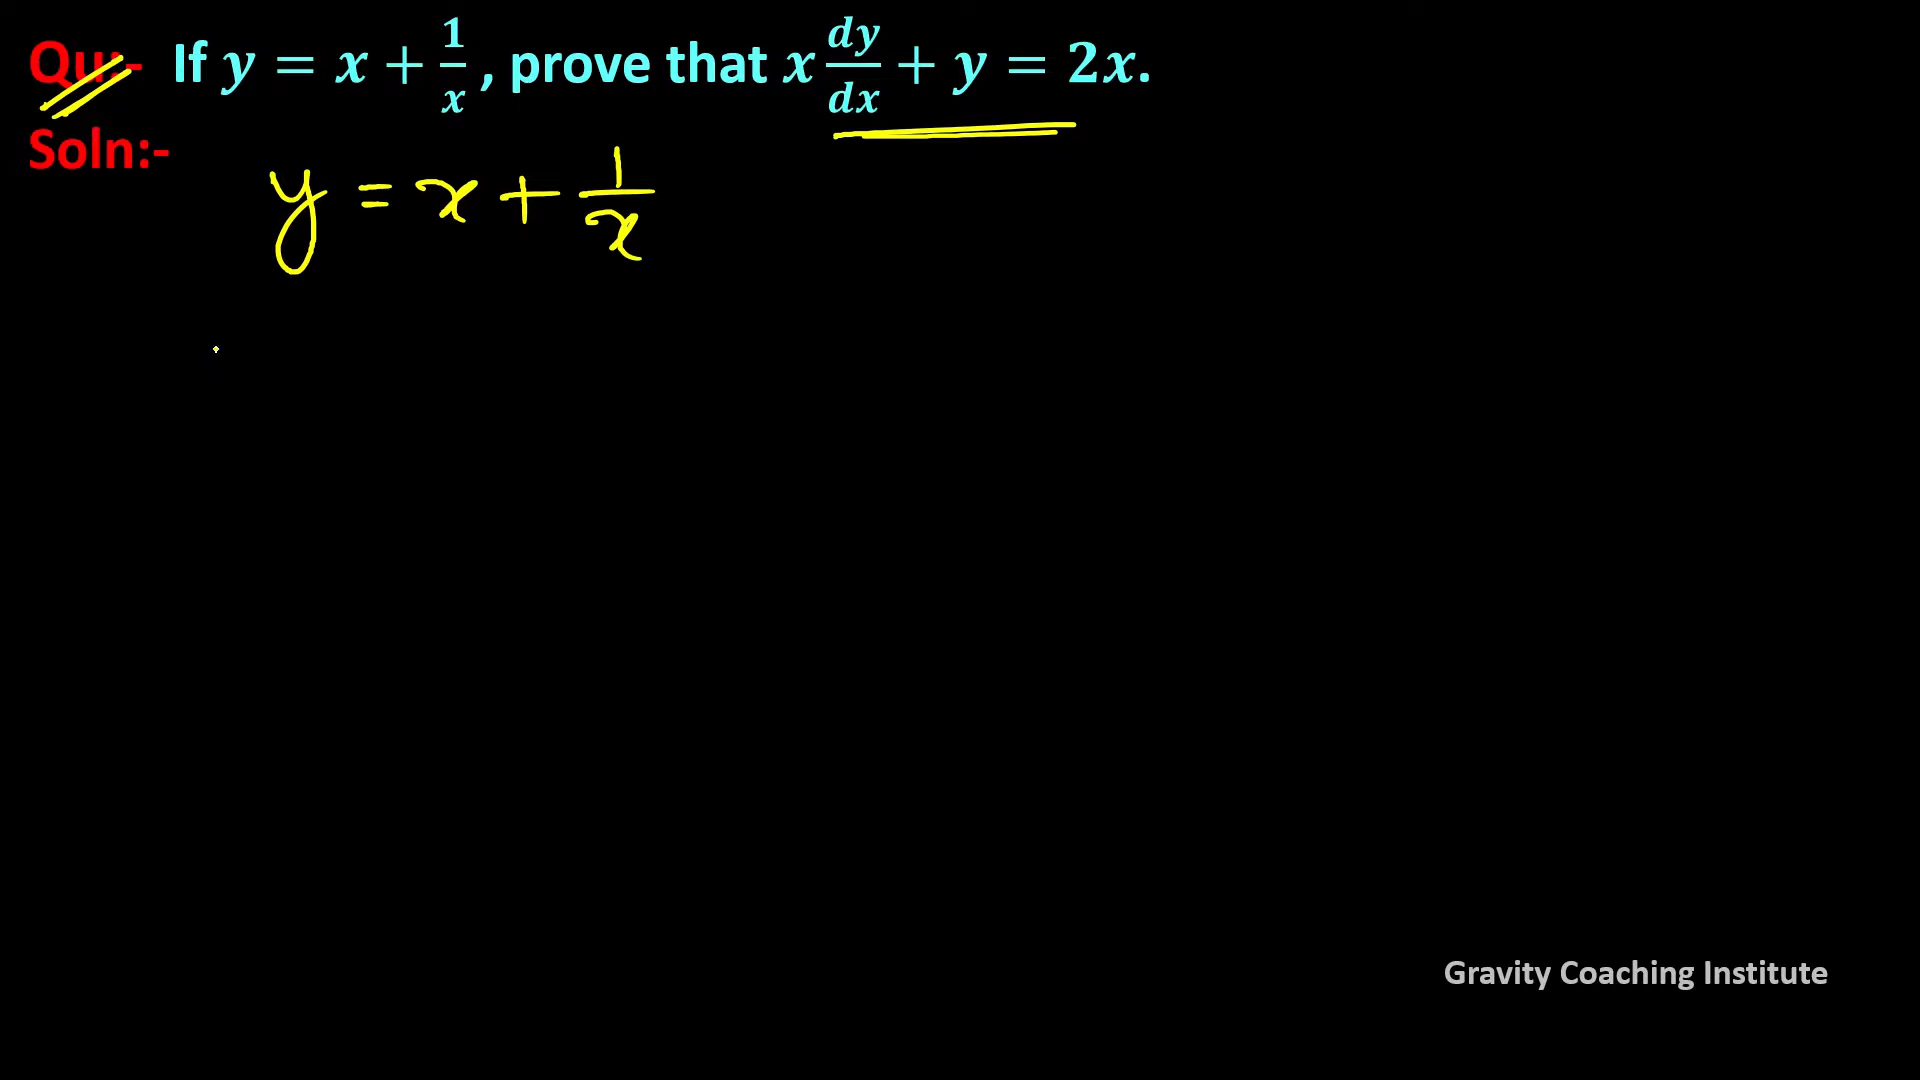 Qu:- If y = x + 1/x , prove that x dy/dx + y = 2x.
Soln:-
y = x + 1/x
Gravity Coaching Institute